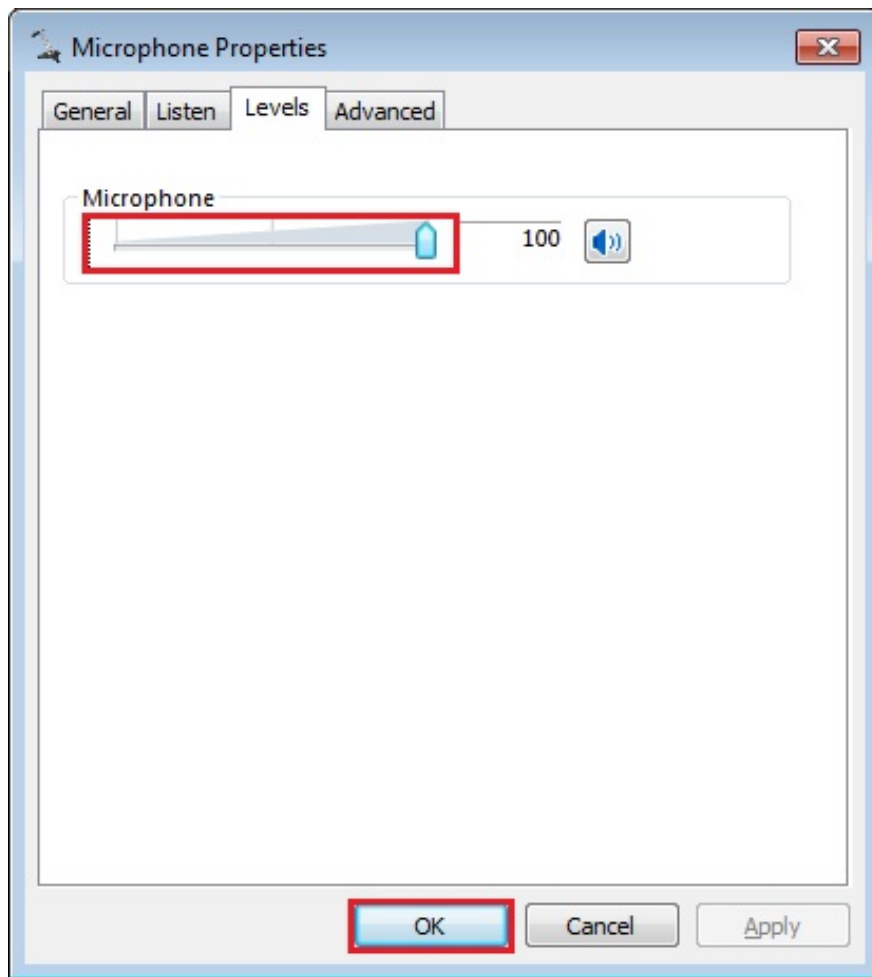 Microphone Properties
General Listen Levels Advanced
Microphone
100
OK Cancel Apply